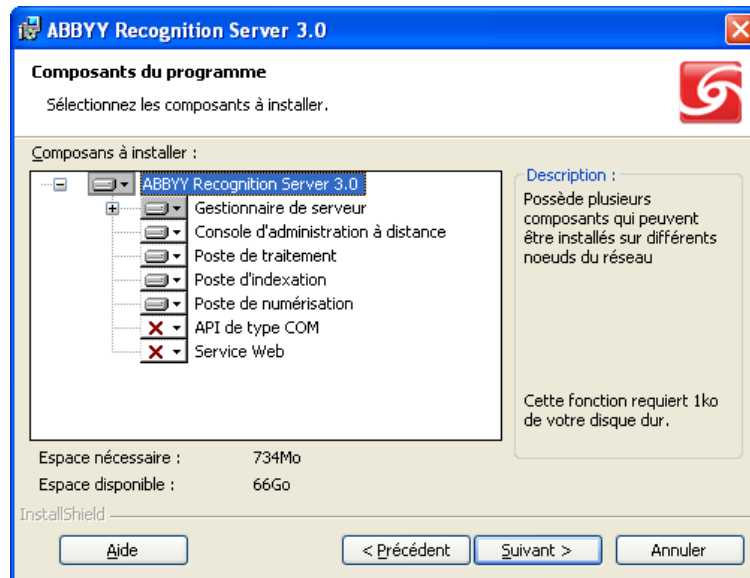 ABBYY Recognition Server 3.0
Composants du programme
Sélectionnez les composants à installer.
Composans à installer :
ABBYY Recognition Server 3.0
Gestionnaire de serveur
Console d'administration à distance
Poste de traitement
Poste d'indexation
Poste de numérisation
API de type COM
Service Web
Description :
Possède plusieurs
composants qui peuvent
être installés sur différents
noeuds du réseau
Cette fonction requiert 1ko
de votre disque dur.
Espace nécessaire : 734Mo
Espace disponible : 66Go
InstallShield
Aide
< Précédent
Suivant >
Annuler